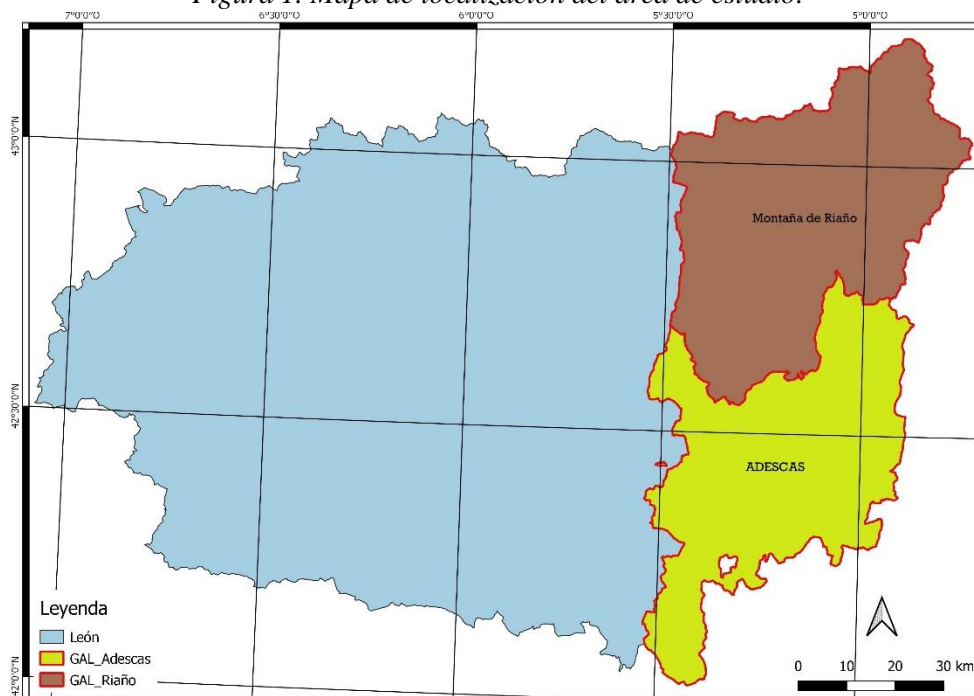 Figura 1. Mapa de localización del área de estudio.
7°0'0"O 6°30'0"O 6°0'0"O 5°30'0"O 5°0'0"O
43°0'0"N
Montaña de Riaño
42°30'0"N
ADESCAS
Leyenda
León
GAL_Adescas
GAL_Riaño
42°0'0"N
0 10 20 30 km